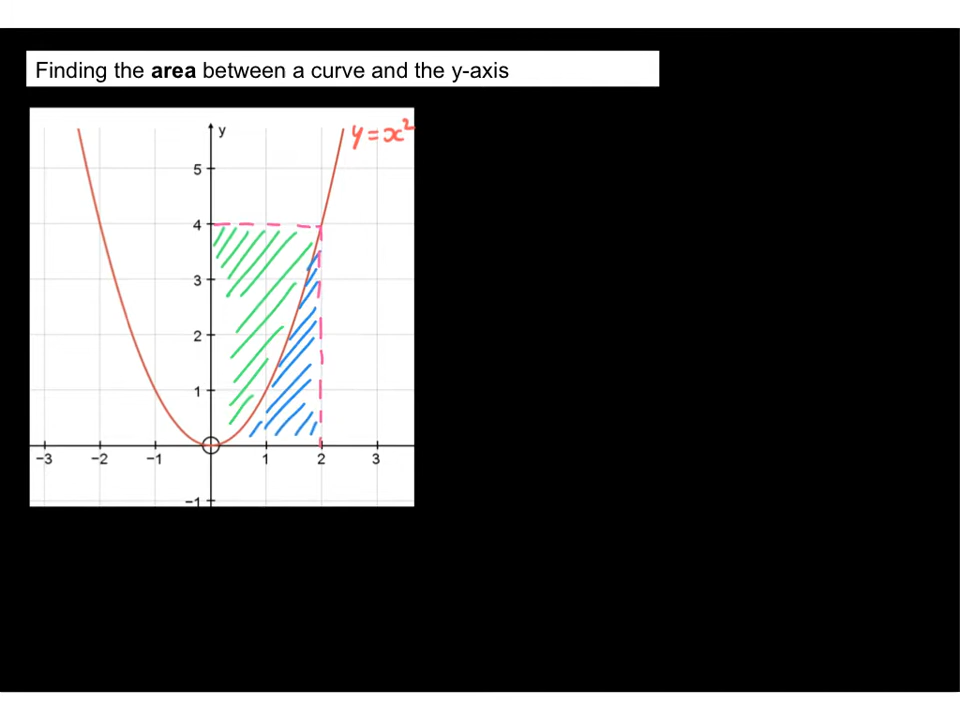 Finding the area between a curve and the y-axis
y
y = x²
5
4
3
2
1
−3 −2 −1 1 2 3
−1